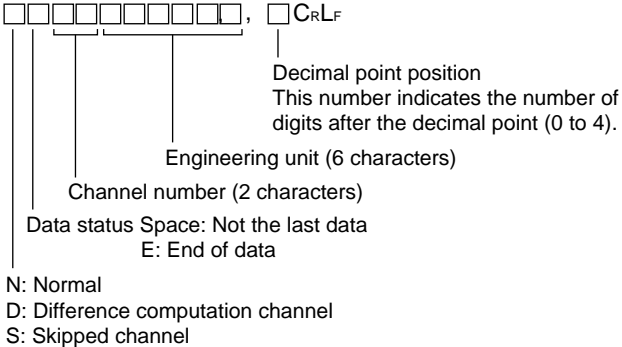 □□□□□□□□□□, □CRLF
Decimal point position
This number indicates the number of
digits after the decimal point (0 to 4).
Engineering unit (6 characters)
Channel number (2 characters)
Data status Space: Not the last data
E: End of data
N: Normal
D: Difference computation channel
S: Skipped channel